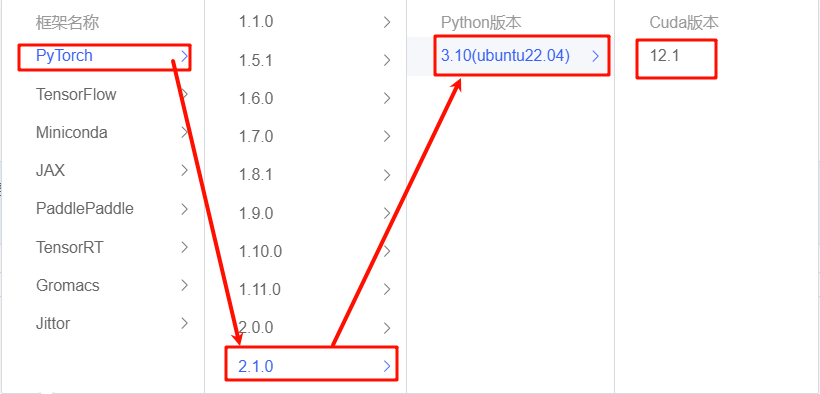 框架名称
PyTorch
TensorFlow
Miniconda
JAX
PaddlePaddle
TensorRT
Gromacs
Jittor
1.1.0
1.5.1
1.6.0
1.7.0
1.8.1
1.9.0
1.10.0
1.11.0
2.0.0
2.1.0
Python版本
3.10(ubuntu22.04)
Cuda版本
12.1